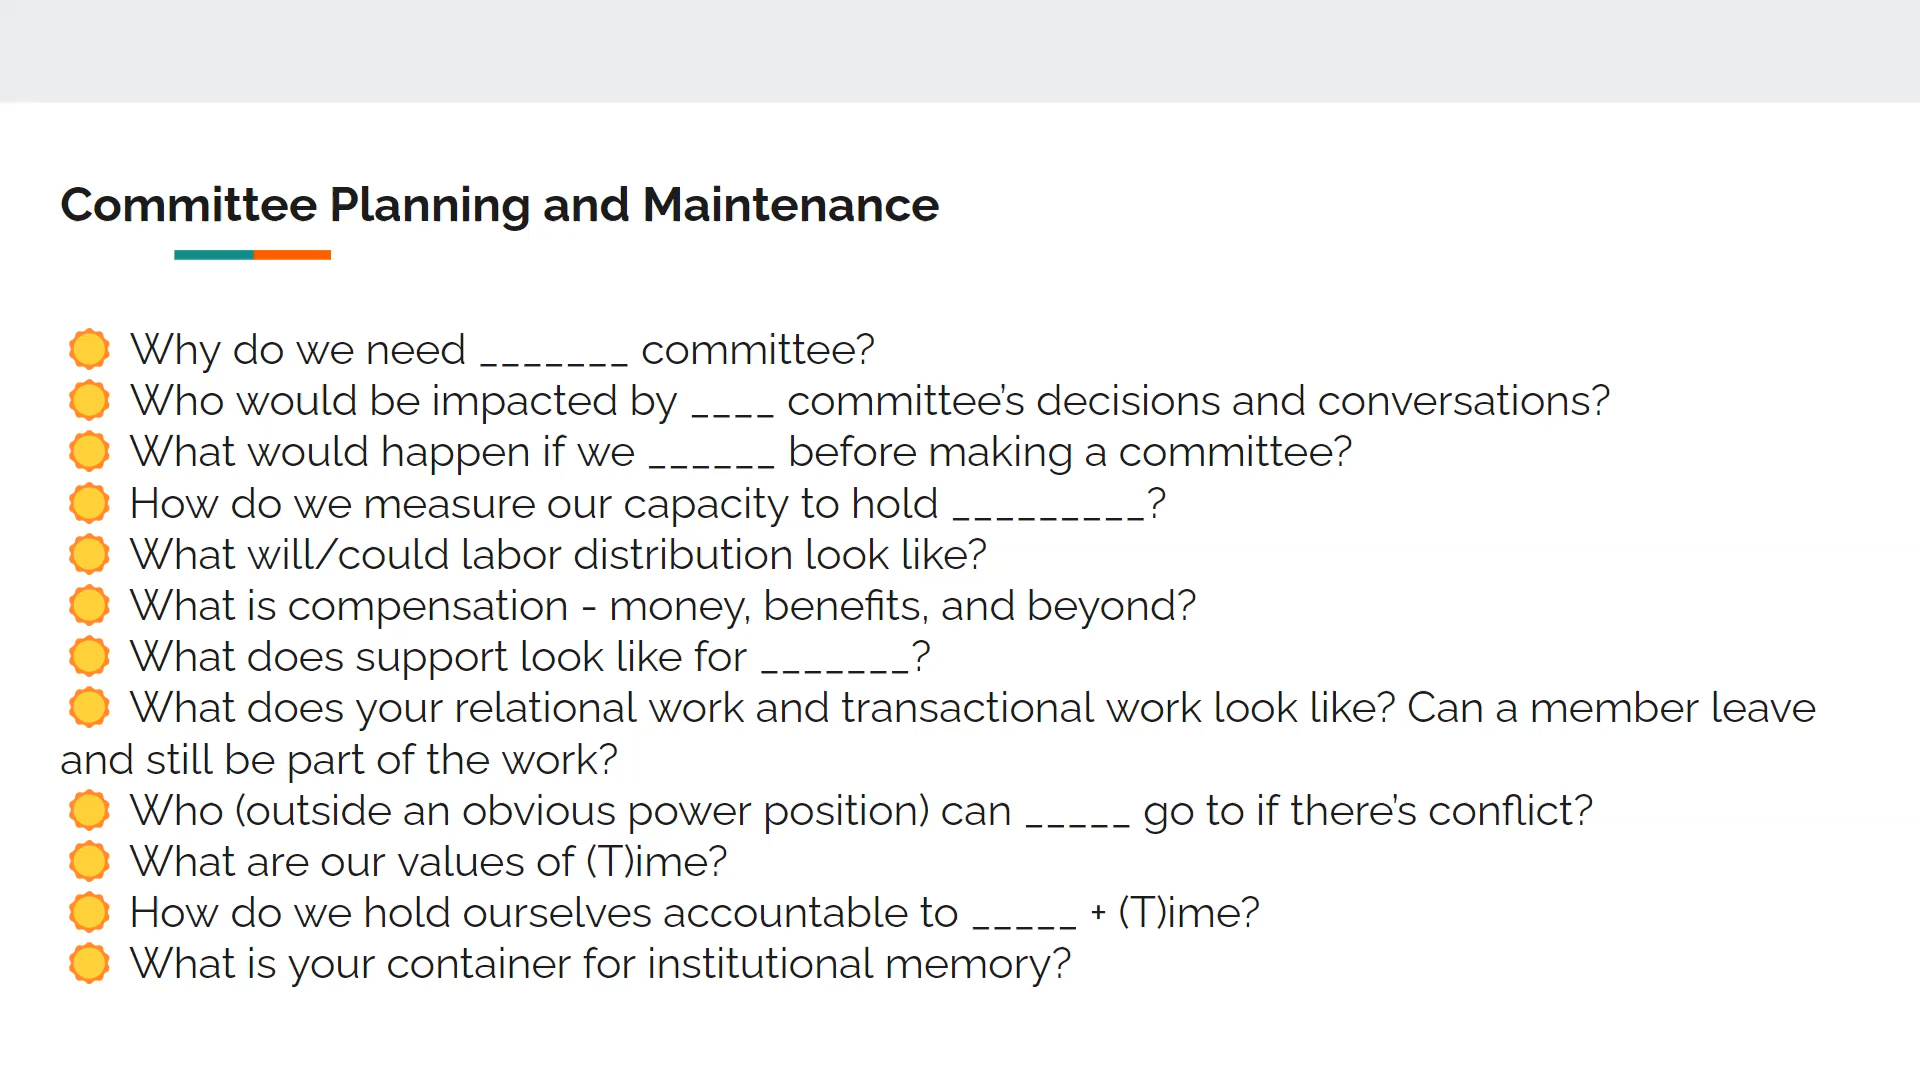 Committee Planning and Maintenance
Why do we need _______ committee?
Who would be impacted by ____ committee’s decisions and conversations?
What would happen if we ______ before making a committee?
How do we measure our capacity to hold _________?
What will/could labor distribution look like?
What is compensation - money, benefits, and beyond?
What does support look like for _______?
What does your relational work and transactional work look like? Can a member leave
and still be part of the work?
Who (outside an obvious power position) can _____ go to if there’s conflict?
What are our values of (T)ime?
How do we hold ourselves accountable to _____ + (T)ime?
What is your container for institutional memory?